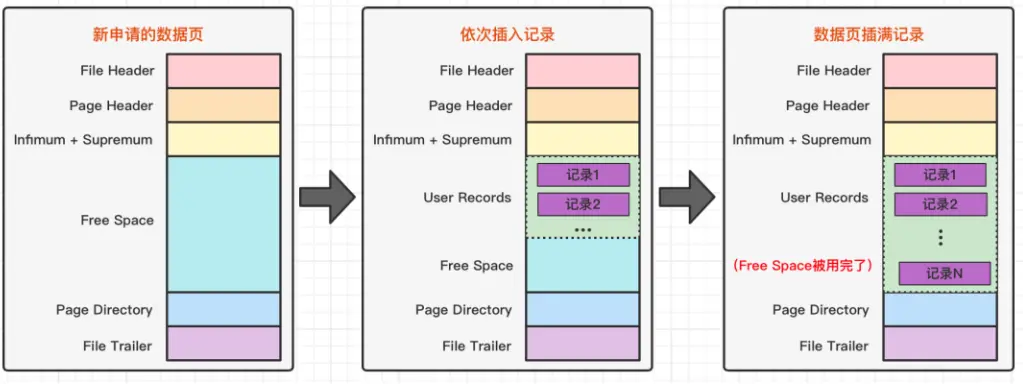 新申请的数据页
File Header
Page Header
Infimum + Supremum
Free Space
Page Directory
File Trailer
依次插入记录
File Header
Page Header
Infimum + Supremum
User Records
记录1
记录2
...
Free Space
Page Directory
File Trailer
数据页插满记录
File Header
Page Header
Infimum + Supremum
User Records
记录1
记录2
...
（Free Space被用完了）
记录N
Page Directory
File Trailer